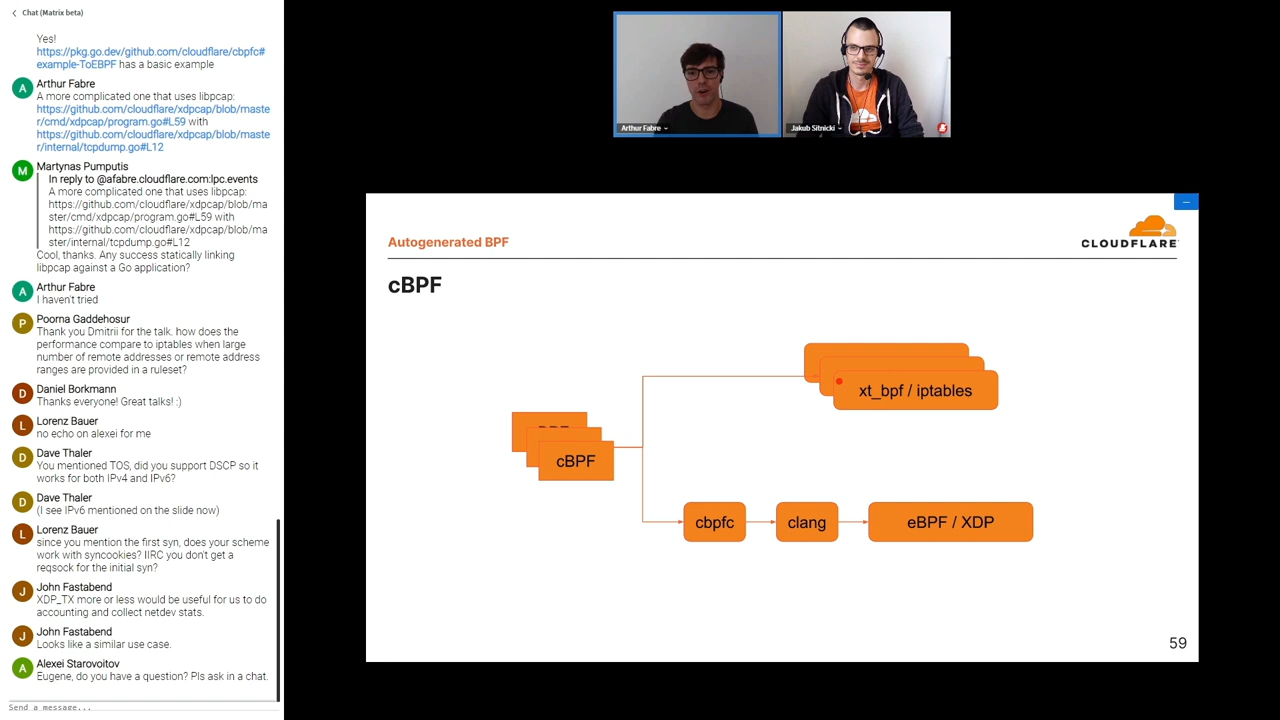 Chat (Matrix beta)
Yes!
https://pkg.go.dev/github.com/cloudflare/cbpfc#
example-ToEBPF has a basic example
A
Arthur Fabre
A more complicated one that uses libpcap:
https://github.com/cloudflare/xdpcap/blob/maste
r/cmd/xdpcap/program.go#L59 with
https://github.com/cloudflare/xdpcap/blob/maste
r/internal/tcpdump.go#L12
M
Martynas Pumputis
In reply to @afabre.cloudflare.com:lpc.events
A more complicated one that uses libpcap:
https://github.com/cloudflare/xdpcap/blob/ma
ster/cmd/xdpcap/program.go#L59 with
https://github.com/cloudflare/xdpcap/blob/ma
ster/internal/tcpdump.go#L12
Cool, thanks. Any success statically linking
libpcap against a Go application?
A
Arthur Fabre
I haven't tried
P
Poorna Gaddehosur
Thank you Dmitrii for the talk. how does the
performance compare to iptables when large
number of remote addresses or remote address
ranges are provided in a ruleset?
D
Daniel Borkmann
Thanks everyone! Great talks! :)
L
Lorenz Bauer
no echo on alexei for me
D
Dave Thaler
You mentioned TOS, did you support DSCP so it
works for both IPv4 and IPv6?
D
Dave Thaler
(I see IPv6 mentioned on the slide now)
L
Lorenz Bauer
since you mention the first syn, does your scheme
work with syncookies? IIRC you don't get a
reqsock for the initial syn?
J
John Fastabend
XDP_TX more or less would be useful for us to do
accounting and collect netdev stats.
J
John Fastabend
Looks like a similar use case.
A
Alexei Starovoitov
Eugene, do you have a question? Pls ask in a chat.
Send a message...
Arthur Fabre
Jakub Sitnicki
Autogenerated BPF
CLOUDFLARE
cBPF
xt_bpf / iptables
cBPF
cbpfc
clang
eBPF / XDP
59